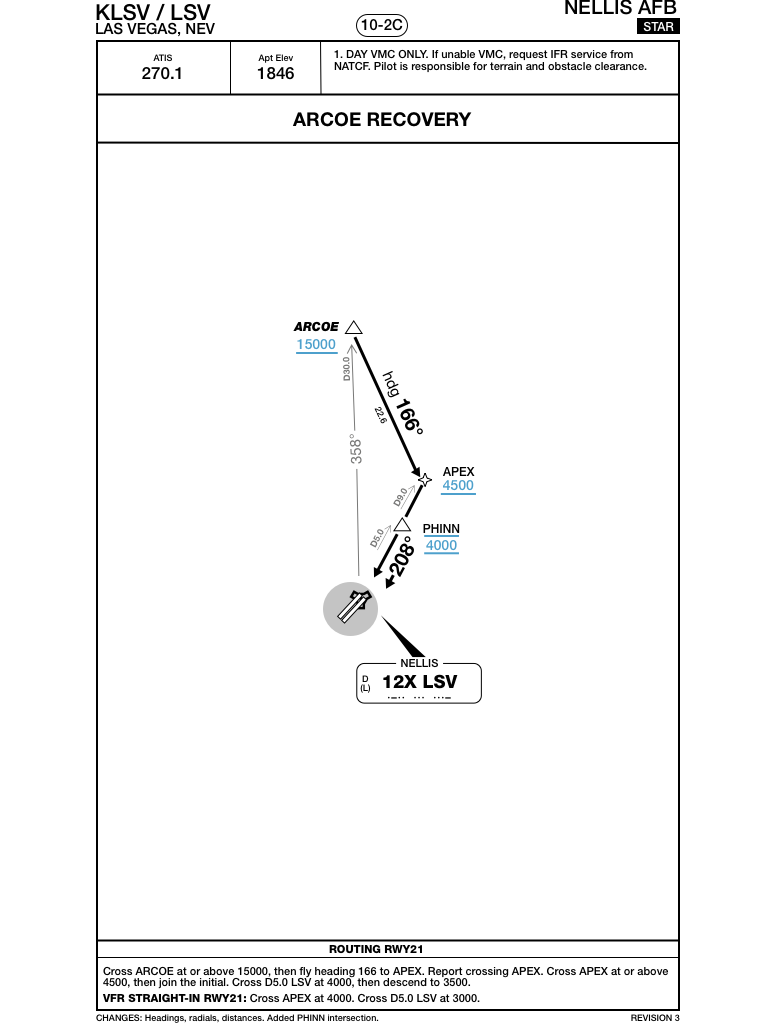 KLSV / LSV
LAS VEGAS, NEV
10-2C
NELLIS AFB
STAR
ATIS
270.1
Apt Elev
1846
1. DAY VMC ONLY. If unable VMC, request IFR service from
NATCF. Pilot is responsible for terrain and obstacle clearance.
ARCOE RECOVERY
ARCOE
15000
D30.0
hdg 166°
22.6
358°
APEX
4500
D9.0
PHINN
4000
D5.0
208°
NELLIS
D
(L)
12X LSV
ROUTING RWY21
Cross ARCOE at or above 15000, then fly heading 166 to APEX. Report crossing APEX. Cross APEX at or above
4500, then join the initial. Cross D5.0 LSV at 4000, then descend to 3500.
VFR STRAIGHT-IN RWY21: Cross APEX at 4000. Cross D5.0 LSV at 3000.
CHANGES: Headings, radials, distances. Added PHINN intersection.
REVISION 3